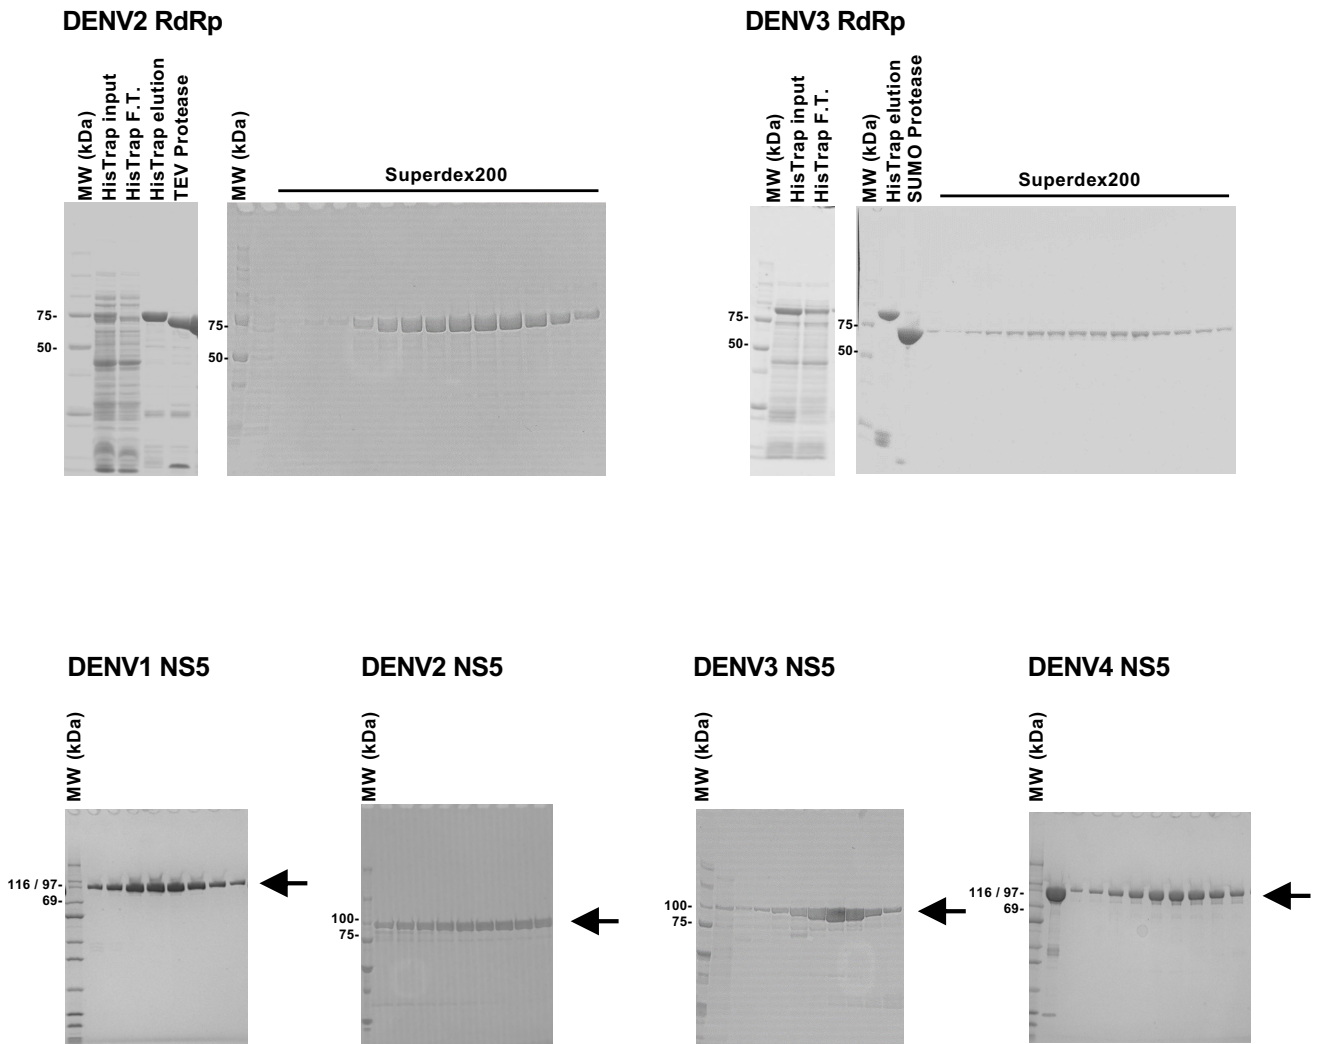 DENV2 RdRp
MW (kDa)
HisTrap input
HisTrap F.T.
HisTrap elution
TEV Protease
MW (kDa)
Superdex200
75-
50-
75-
50-
DENV3 RdRp
MW (kDa)
HisTrap input
HisTrap F.T.
MW (kDa)
HisTrap elution
SUMO Protease
Superdex200
75-
50-
75-
50-
DENV1 NS5
MW (kDa)
116 / 97-
69-
DENV2 NS5
MW (kDa)
100-
75-
DENV3 NS5
MW (kDa)
100-
75-
DENV4 NS5
MW (kDa)
116 / 97-
69-